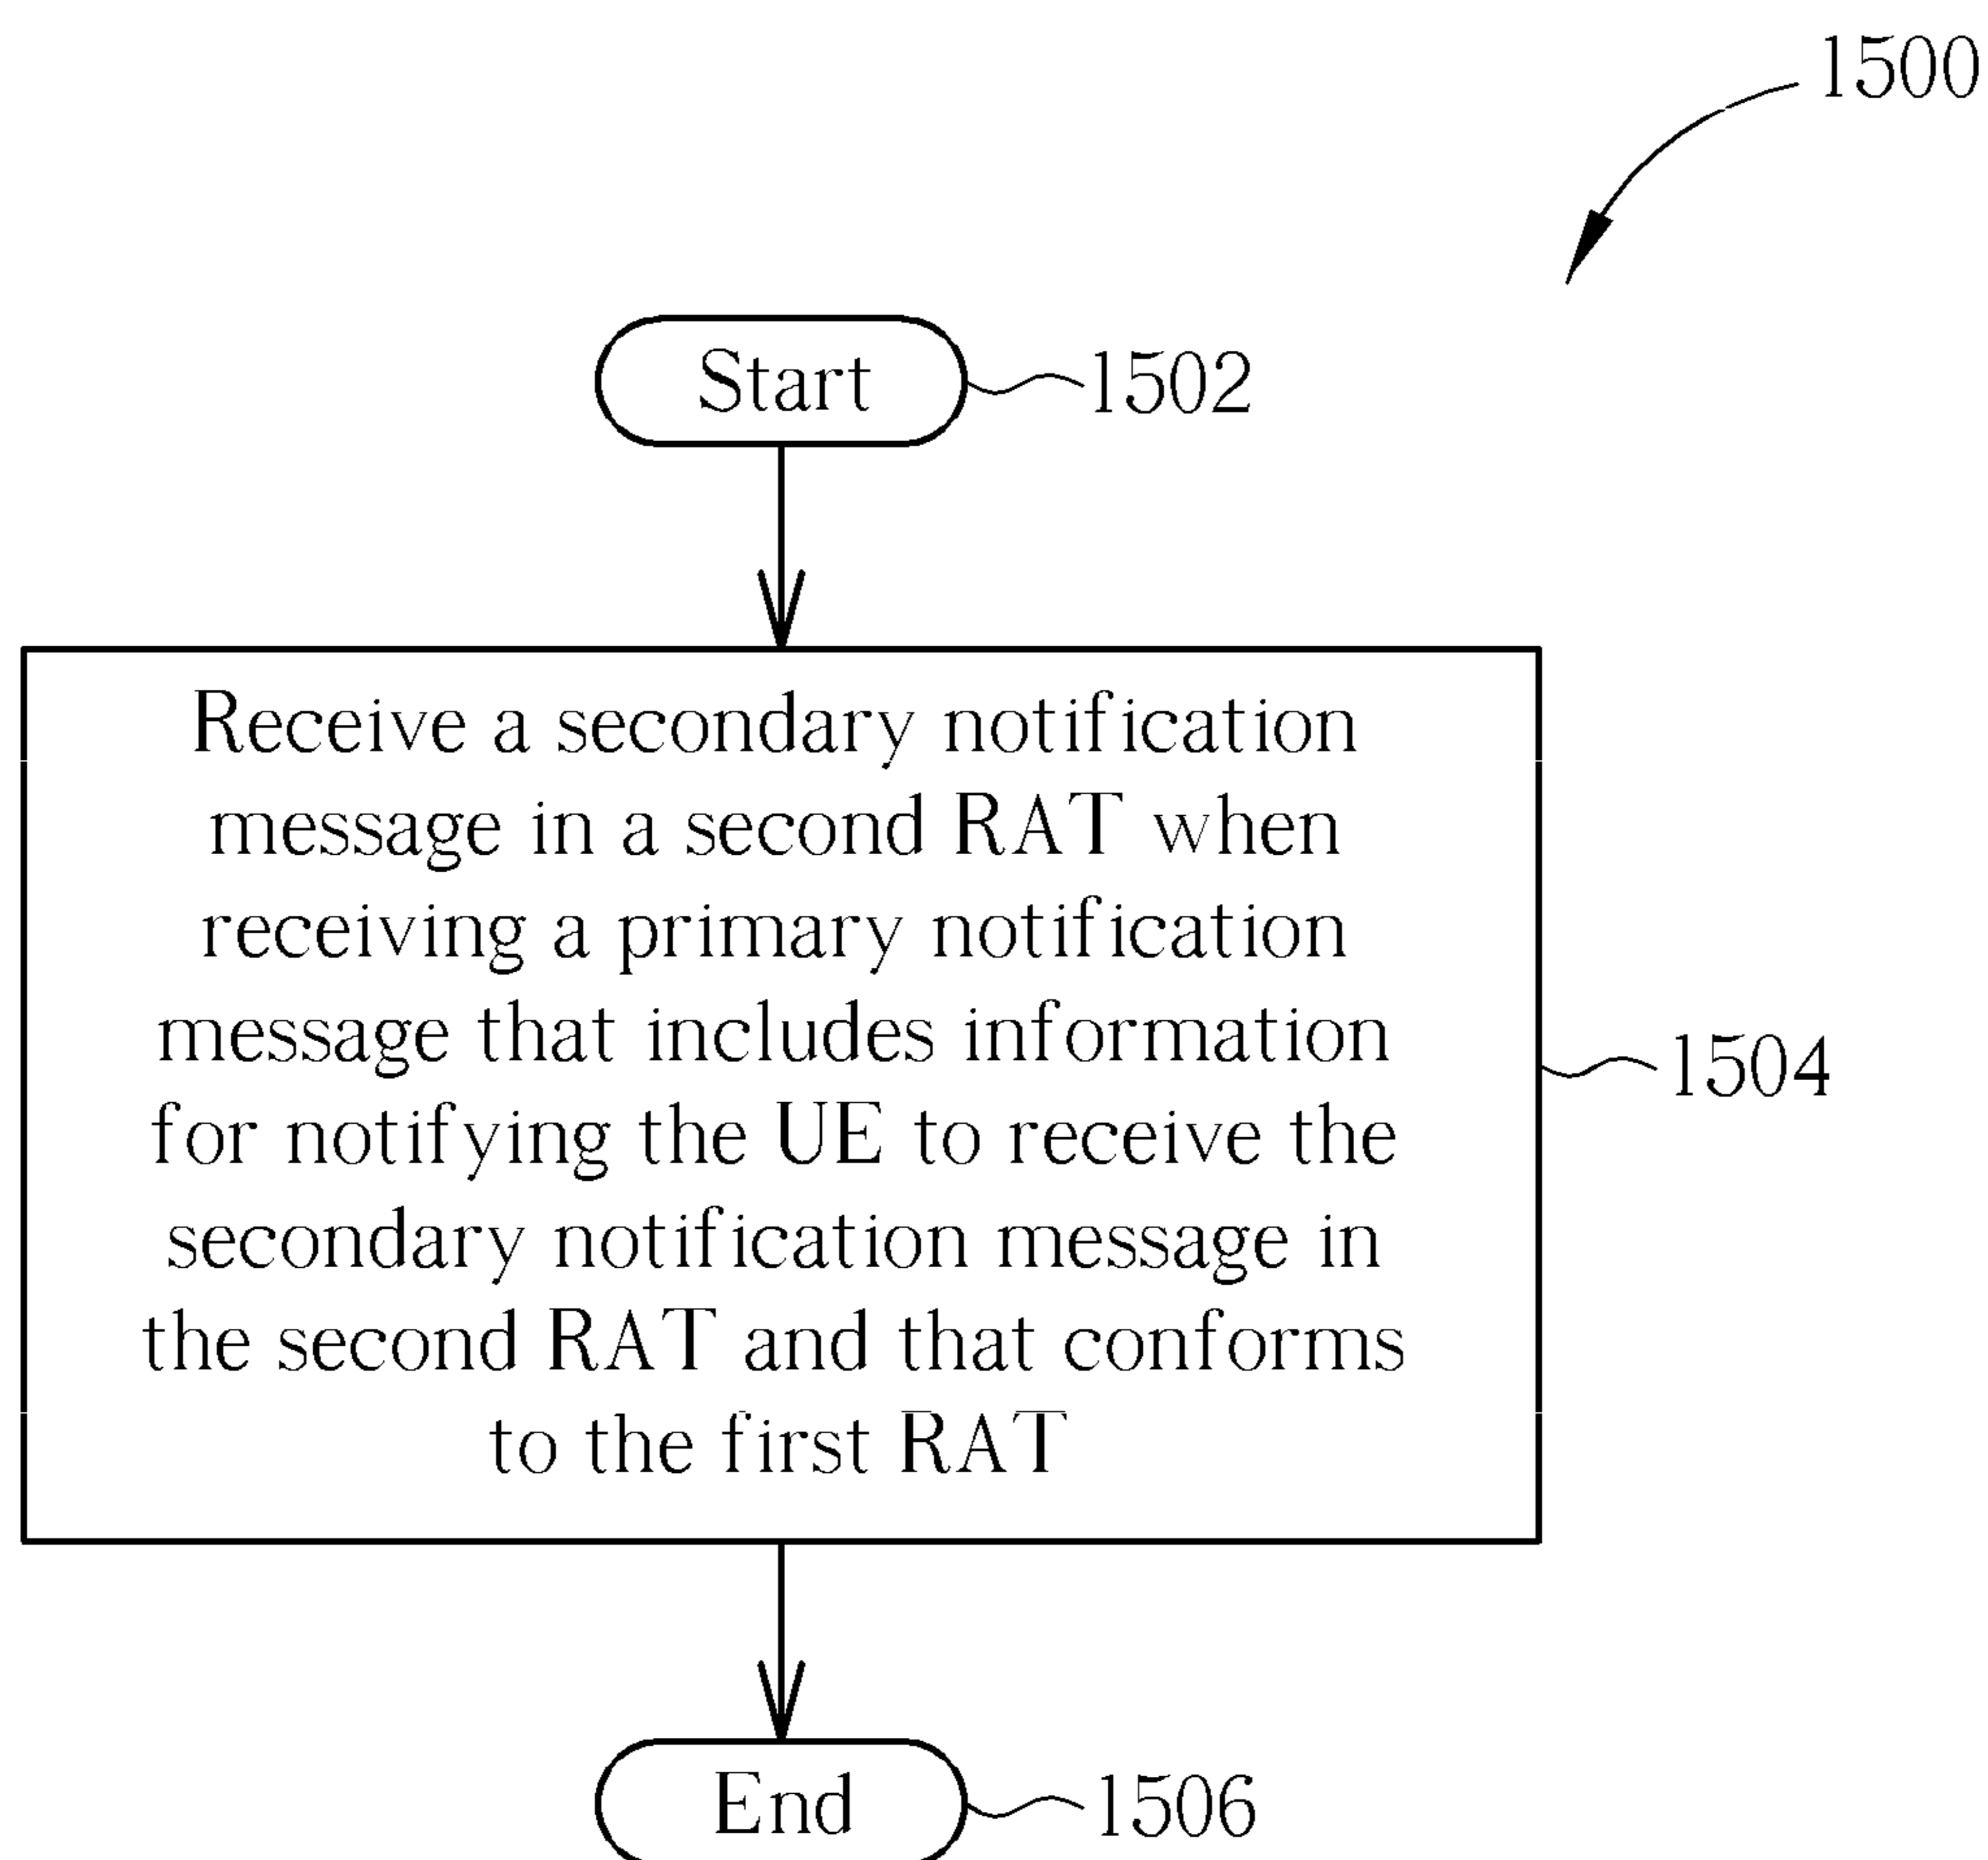 1500
Start
1502
Receive a secondary notification
message in a second RAT when
receiving a primary notification
message that includes information
for notifying the UE to receive the
secondary notification message in
the second RAT and that conforms
to the first RAT
1504
End
1506